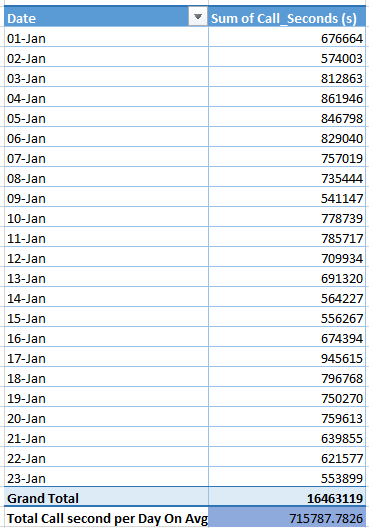 Date Sum of Call_Seconds (s)
01-Jan 676664
02-Jan 574003
03-Jan 812863
04-Jan 861946
05-Jan 846798
06-Jan 829040
07-Jan 757019
08-Jan 735444
09-Jan 541147
10-Jan 778739
11-Jan 785717
12-Jan 709934
13-Jan 691320
14-Jan 564227
15-Jan 556267
16-Jan 674394
17-Jan 945615
18-Jan 796768
19-Jan 750270
20-Jan 759613
21-Jan 639855
22-Jan 621577
23-Jan 553899
Grand Total 16463119
Total Call second per Day On Avg 715787.7826